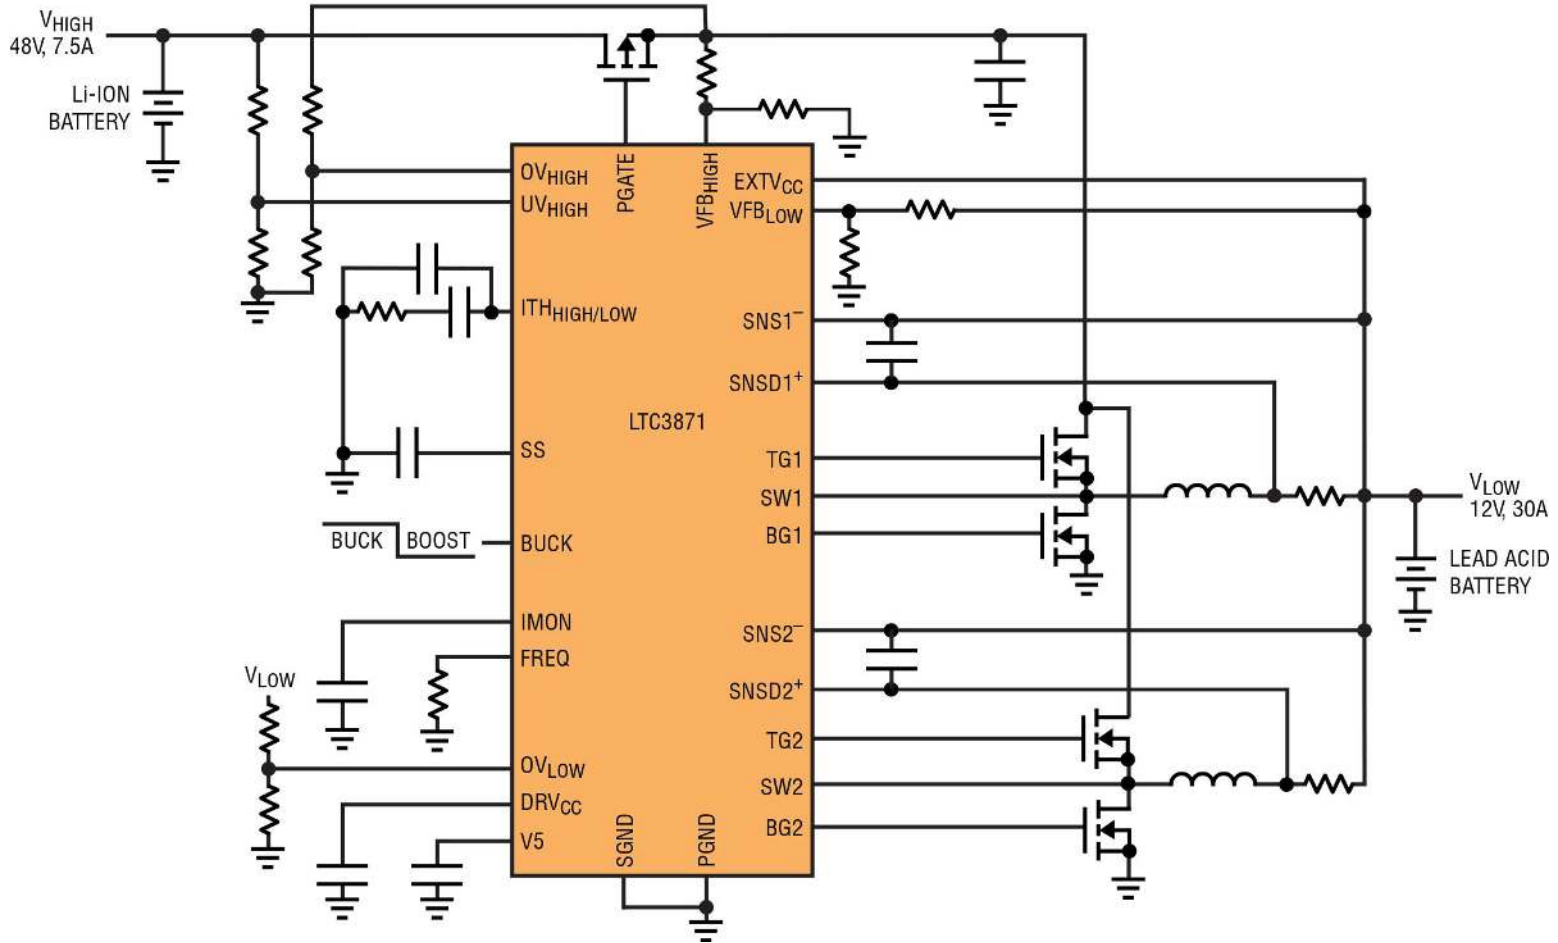 VHIGH
48V, 7.5A
Li-ION
BATTERY
OVHIGH
UVHIGH
PGATE
VFBHIGH
EXTVCC
VFBLOW
ITHHIGH/LOW
SNS1–
SNSD1+
LTC3871
SS
TG1
SW1
BG1
VLOW
12V, 30A
LEAD ACID
BATTERY
BUCK BOOST
BUCK
IMON
FREQ
SNS2–
SNSD2+
VLOW
OVLOW
DRVCC
V5
TG2
SW2
BG2
SGND
PGND